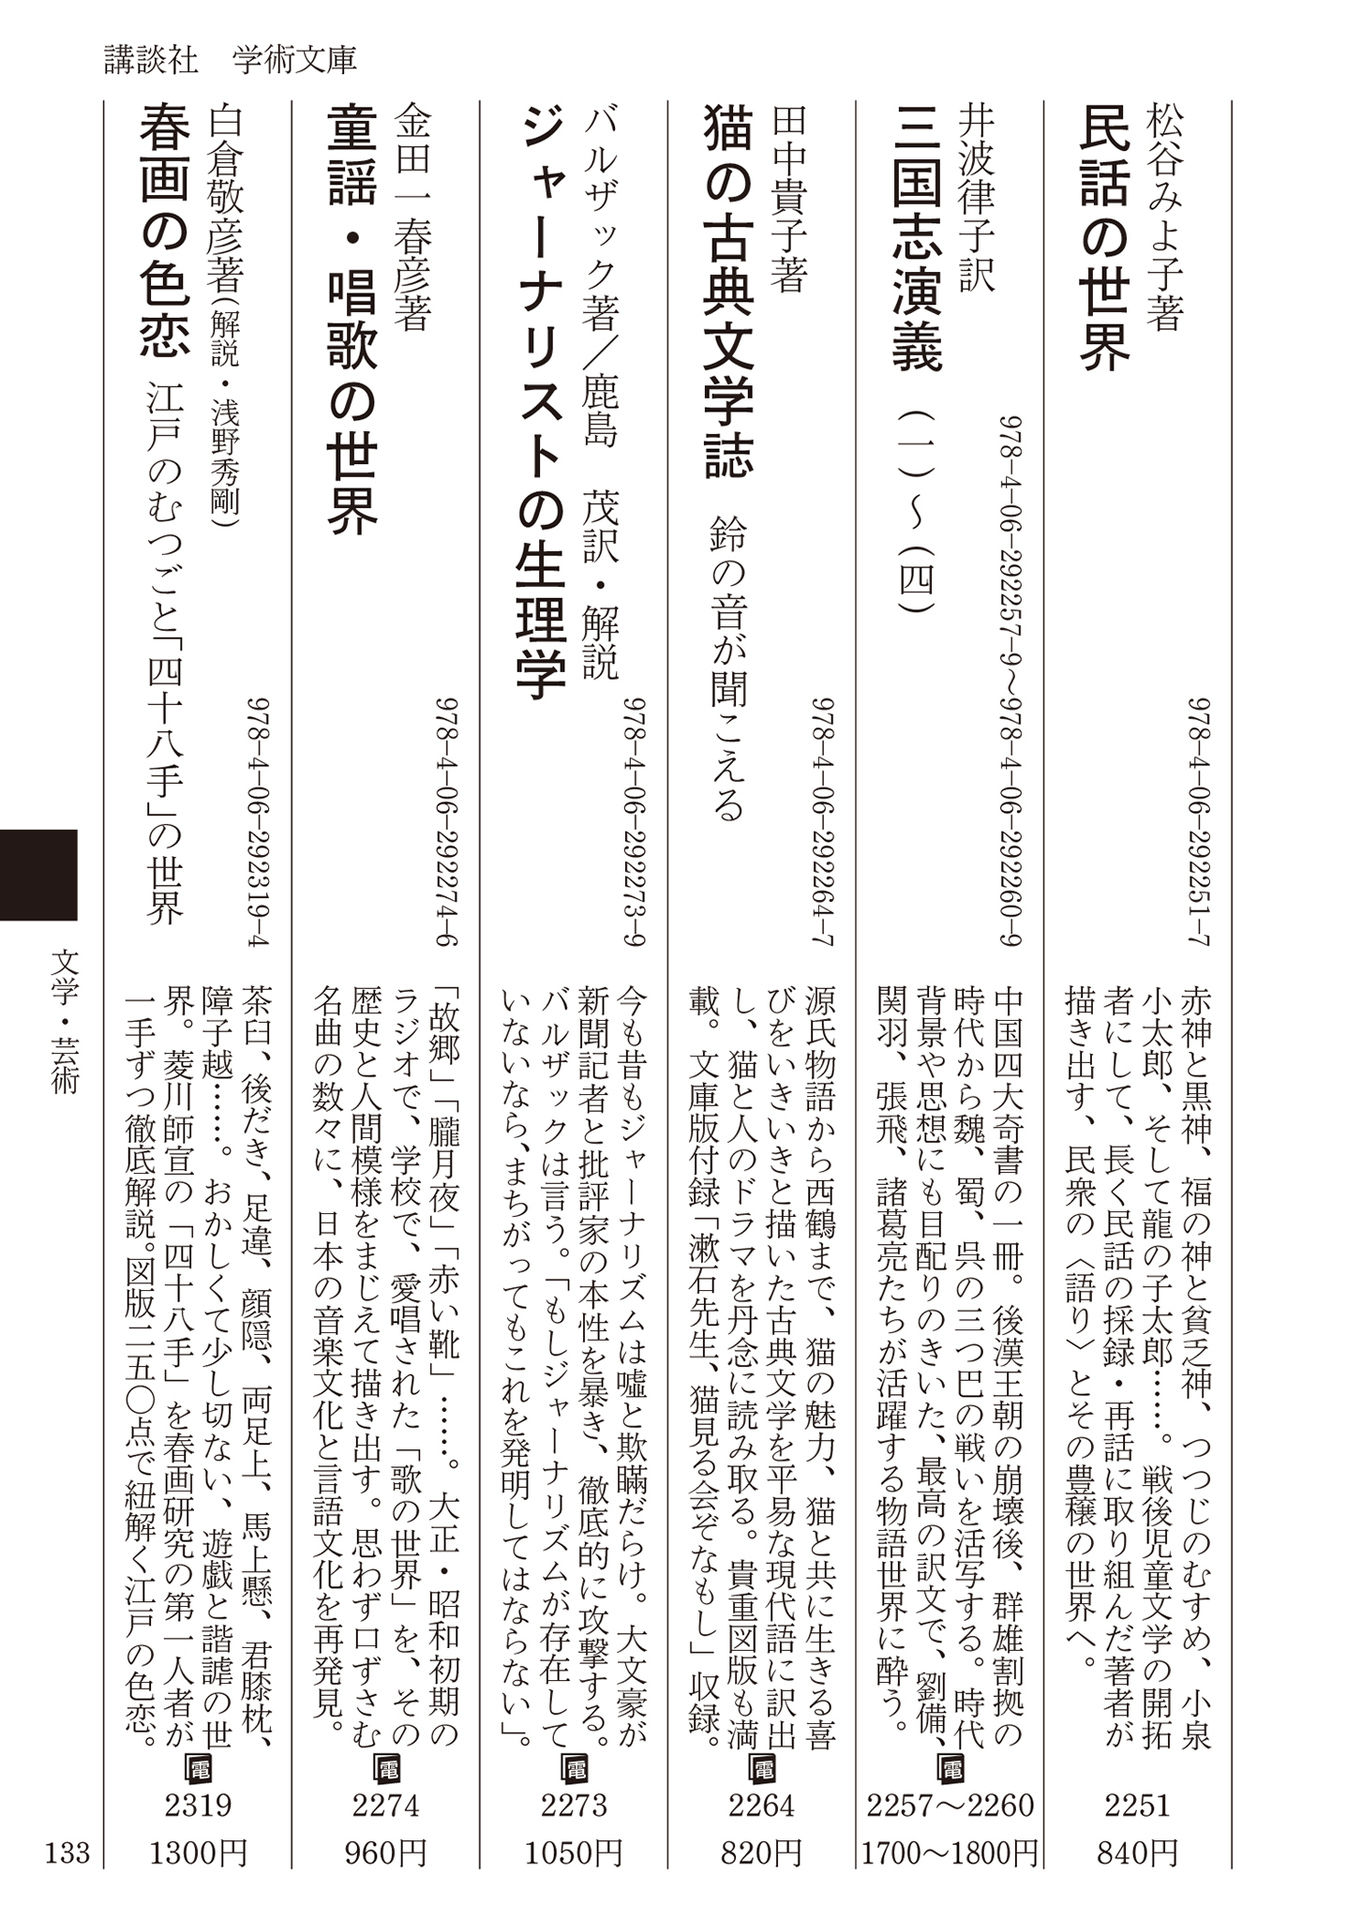 講談社　学術文庫
松谷みよ子著
民話の世界
978-4-06-292251-7
赤神と黒神、福の神と貧乏神、つつじのむすめ、小泉
小太郎、そして龍の子太郎……。戦後児童文学の開拓
者にして、長く民話の採録・再話に取り組んだ著者が
描き出す、民衆の〈語り〉とその豊穣の世界へ。
2251
840円
井波律子訳
三国志演義　(一)～(四)
978-4-06-292257-9～978-4-06-292260-9
中国四大奇書の一冊。後漢王朝の崩壊後、群雄割拠の
時代から魏、蜀、呉の三つ巴の戦いを活写する。時代
背景や思想にも目配りのきいた、最高の訳文で、劉備、
関羽、張飛、諸葛亮たちが活躍する物語世界に酔う。
電
2257～2260
1700～1800円
田中貴子著
猫の古典文学誌　鈴の音が聞こえる
978-4-06-292264-7
源氏物語から西鶴まで、猫の魅力、猫と共に生きる喜
びをいきいきと描いた古典文学を平易な現代語に訳出
し、猫と人のドラマを丹念に読み取る。貴重図版も満
載。文庫版付録「漱石先生、猫見る会ぞなもし」収録。
電
2264
820円
バルザック著／鹿島　茂訳・解説
ジャーナリストの生理学
978-4-06-292273-9
今も昔もジャーナリズムは嘘と欺瞞だらけ。大文豪が
新聞記者と批評家の本性を暴き、徹底的に攻撃する。
バルザックは言う。「もしジャーナリズムが存在して
いないなら、まちがってもこれを発明してはならない」。
電
2273
1050円
金田一春彦著
童謡・唱歌の世界
978-4-06-292274-6
「故郷」「朧月夜」「赤い靴」……。大正・昭和初期の
ラジオで、学校で、愛唱された「歌の世界」を、その
歴史と人間模様をまじえて描き出す。思わず口ずさむ
名曲の数々に、日本の音楽文化と言語文化を再発見。
電
2274
960円
白倉敬彦著(解説・浅野秀剛)
春画の色恋　江戸のむつごと「四十八手」の世界
978-4-06-292319-4
茶臼、後だき、足違、顔隠、両足上、馬上懸、君膝枕、
障子越……。おかしくて少し切ない、遊戯と諧謔の世
界。菱川師宣の「四十八手」を春画研究の第一人者が
一手ずつ徹底解説。図版二五〇点で紐解く江戸の色恋。
電
2319
1300円
文学・芸術
133